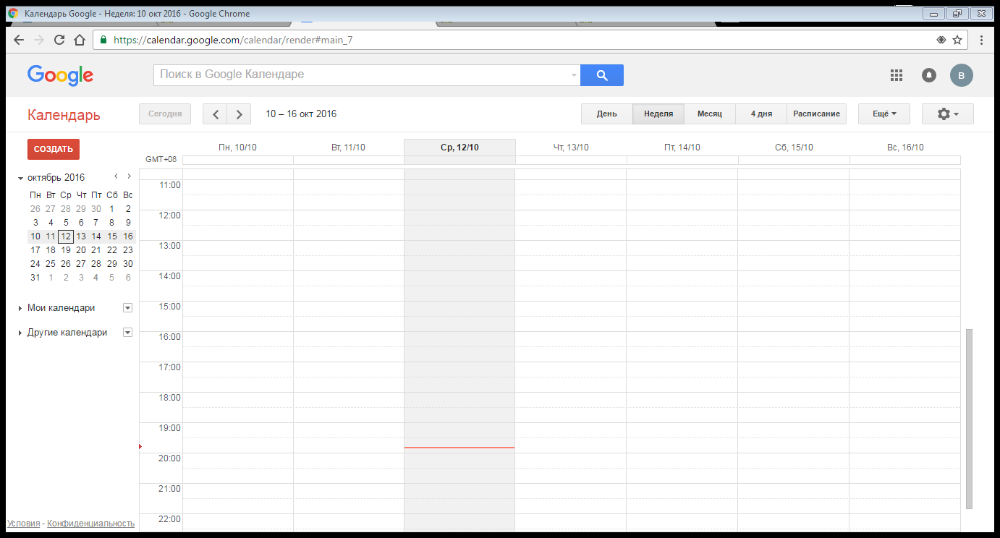 Календарь Google - Неделя: 10 окт 2016 - Google Chrome
https://calendar.google.com/calendar/render#main_7
Google
Поиск в Google Календаре
B
Календарь
Сегодня
10 – 16 окт 2016
День
Неделя
Месяц
4 дня
Расписание
Ещё
СОЗДАТЬ
октябрь 2016
Пн Вт Ср Чт Пт Сб Вс
26 27 28 29 30 1 2
3 4 5 6 7 8 9
10 11 12 13 14 15 16
17 18 19 20 21 22 23
24 25 26 27 28 29 30
31 1 2 3 4 5 6
Мои календари
Другие календари
Условия - Конфиденциальность
Пн, 10/10 Вт, 11/10 Ср, 12/10 Чт, 13/10 Пт, 14/10 Сб, 15/10 Вс, 16/10
GMT+08
11:00
12:00
13:00
14:00
15:00
16:00
17:00
18:00
19:00
20:00
21:00
22:00